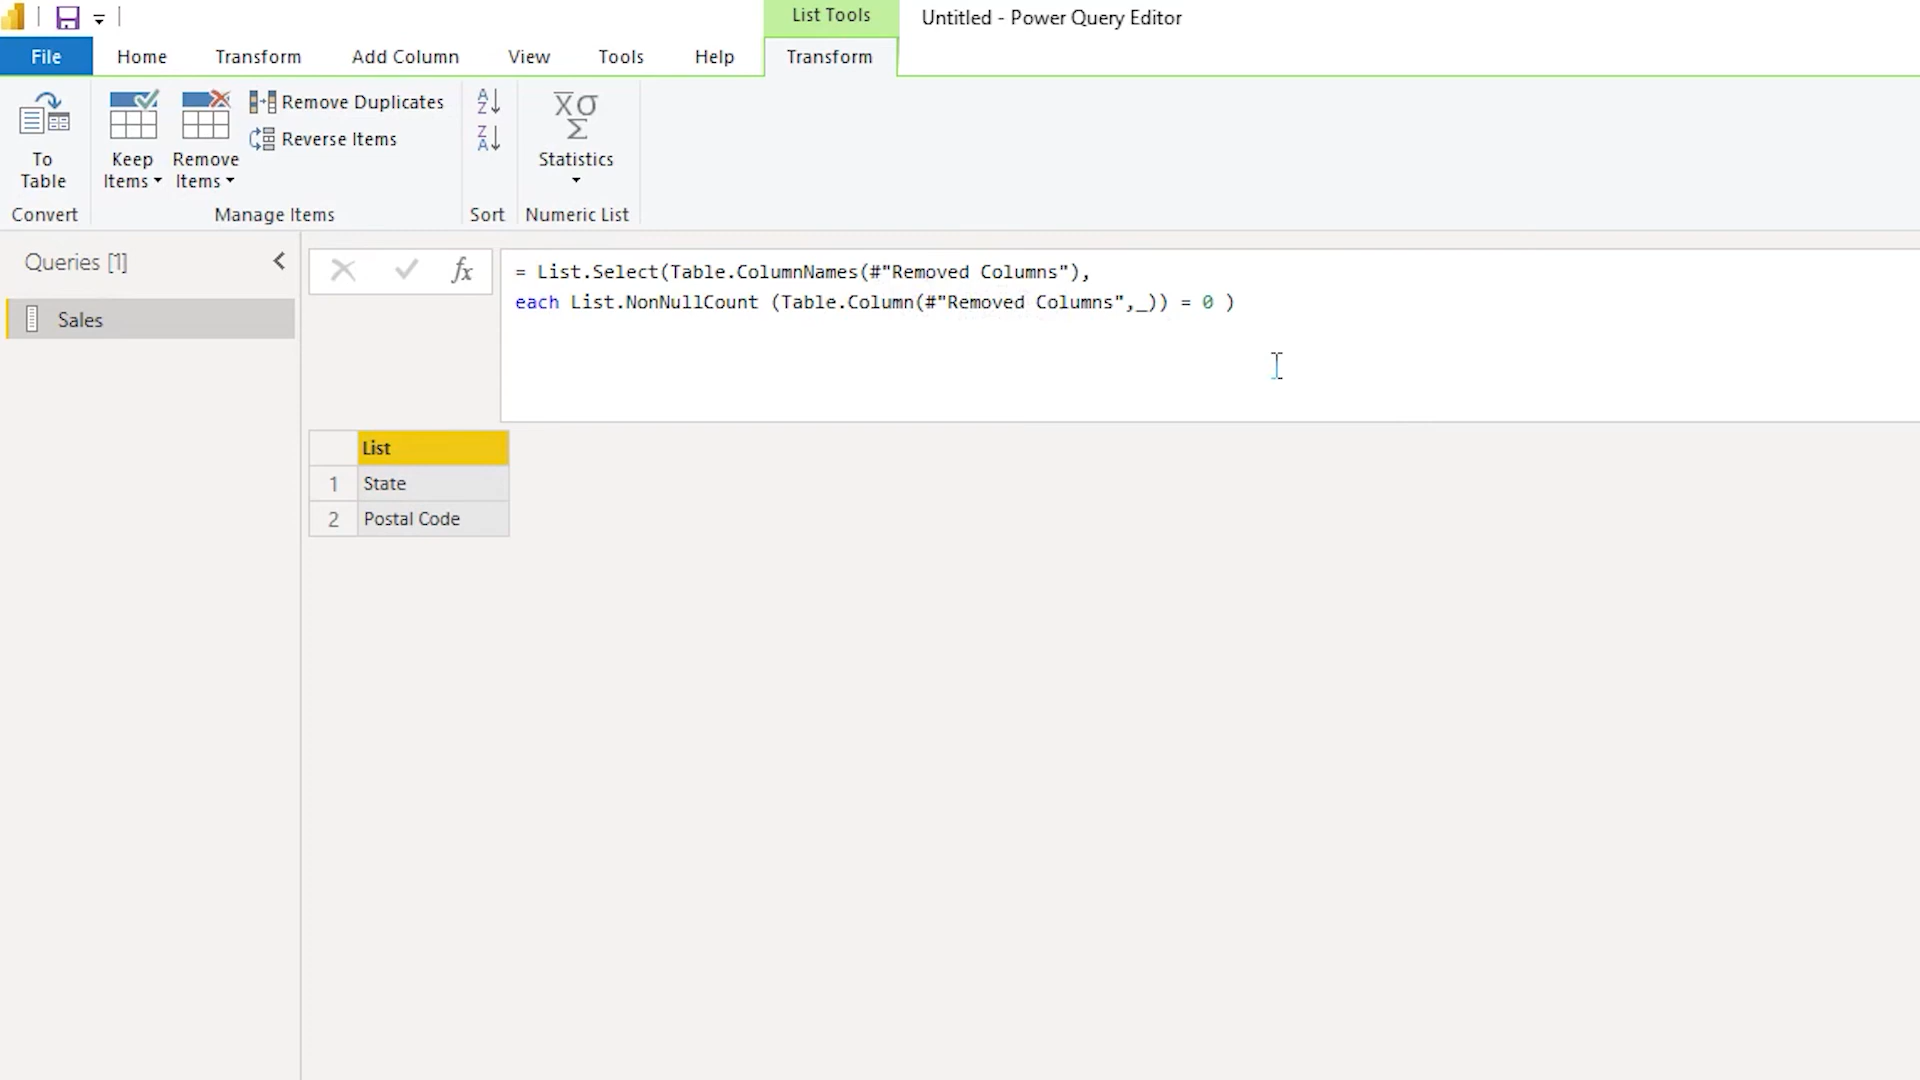 List Tools
Untitled - Power Query Editor
File Home Transform Add Column View Tools Help Transform
To Table
Keep Items
Remove Items
Remove Duplicates
Reverse Items
A
Z
Z
A
X̅σ
Σ
Statistics
Convert
Manage Items
Sort
Numeric List
Queries [1]
Sales
fx
= List.Select(Table.ColumnNames(#"Removed Columns"),
each List.NonNullCount (Table.Column(#"Removed Columns",_)) = 0 )
List
1 State
2 Postal Code